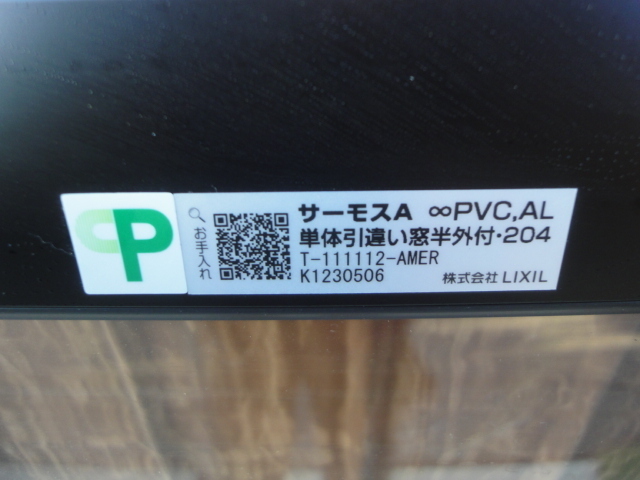 CP
お手入れ
サーモスA ∞PVC,AL
単体引違い窓半外付・204
T-111112-AMER
K1230506 株式会社 LIXIL